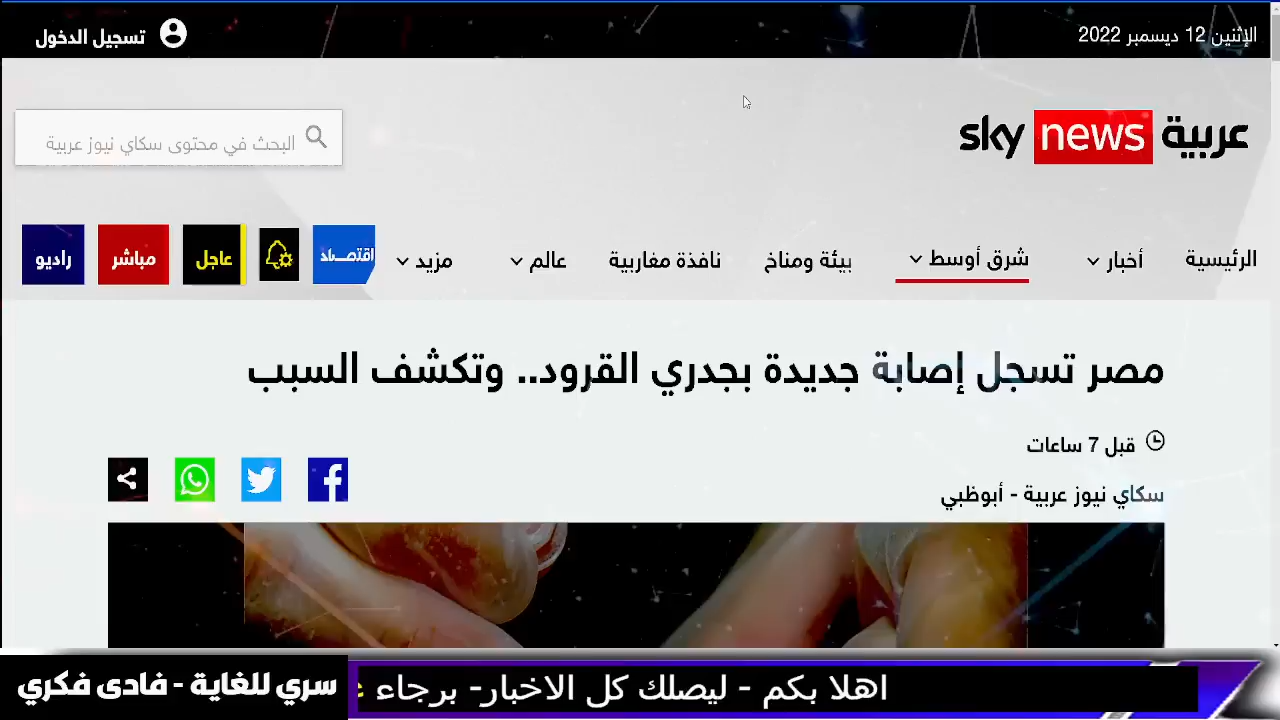 الإثنين 12 ديسمبر 2022
تسجيل الدخول
sky news عربية
البحث في محتوى سكاي نيوز عربية
الرئيسية
أخبار
شرق أوسط
بيئة ومناخ
نافذة مغاربية
عالم
مزيد
اقتصاد
عاجل
مباشر
راديو
مصر تسجل إصابة جديدة بجدري القرود.. وتكشف السبب
قبل 7 ساعات
سكاي نيوز عربية - أبوظبي
اهلا بكم - ليصلك كل الاخبار- برجاء
سري للغاية - فادى فكري